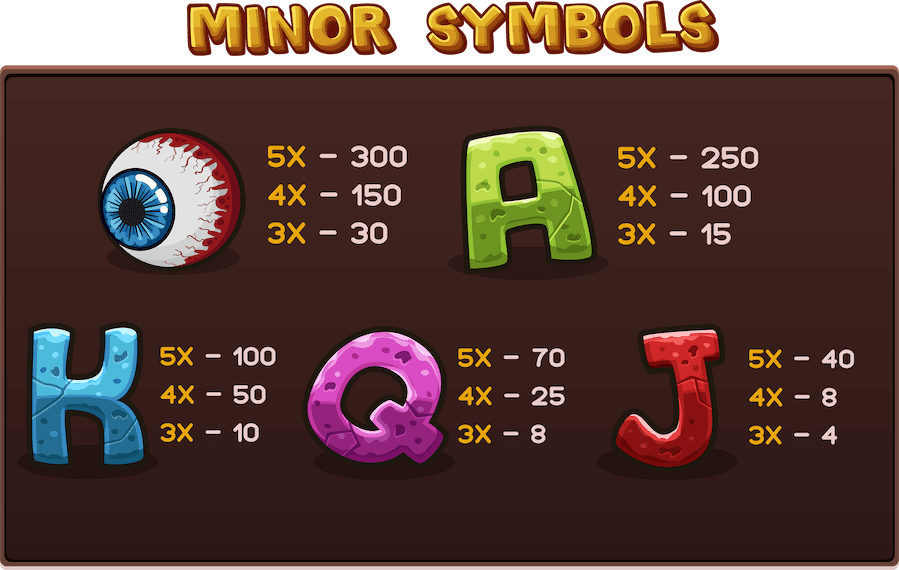 MINOR SYMBOLS
5X – 300
4X – 150
3X – 30
A
5X – 250
4X – 100
3X – 15
K
5X – 100
4X – 50
3X – 10
Q
5X – 70
4X – 25
3X – 8
J
5X – 40
4X – 8
3X – 4